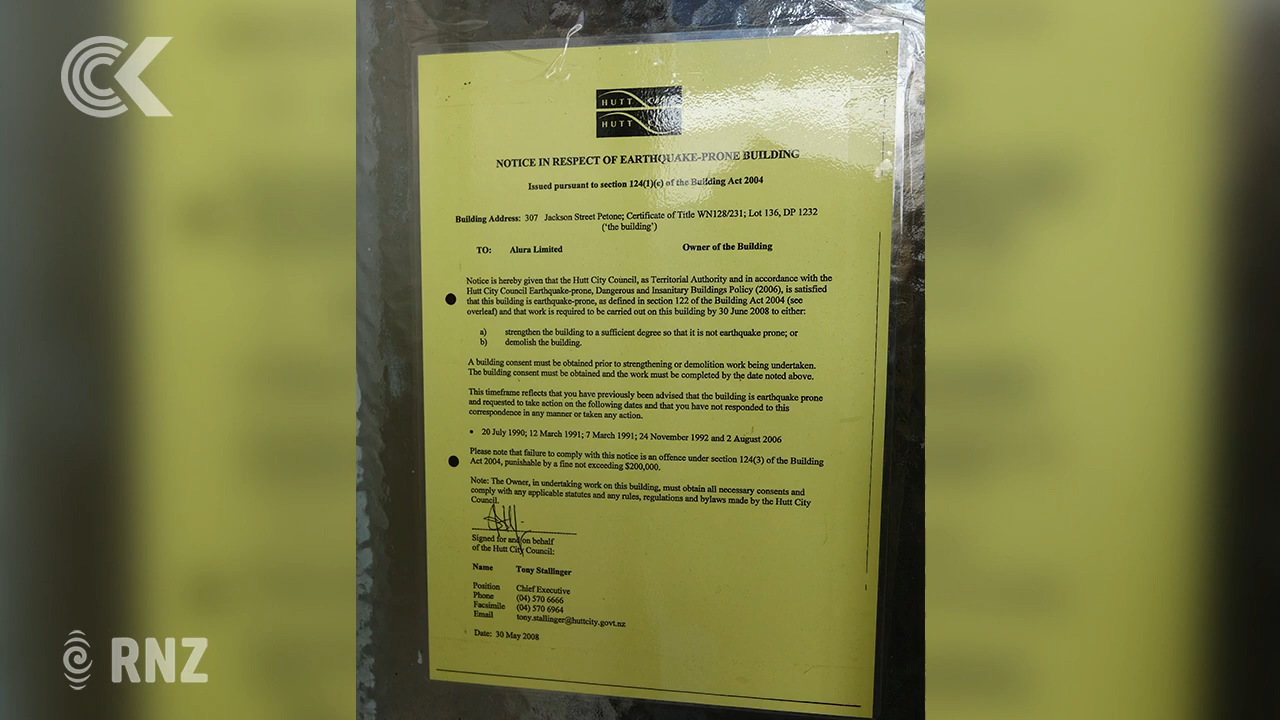 CK
HUTT CITY
HUTT
NOTICE IN RESPECT OF EARTHQUAKE-PRONE BUILDING
Issued pursuant to section 124(1)(c) of the Building Act 2004
Building Address: 307 Jackson Street Petone; Certificate of Title WN128/231; Lot 136, DP 1232
('the building')
TO: Alura Limited Owner of the Building
Notice is hereby given that the Hutt City Council, as Territorial Authority and in accordance with the
Hutt City Council Earthquake-prone, Dangerous and Insanitary Buildings Policy (2006), is satisfied
that this building is earthquake-prone, as defined in section 122 of the Building Act 2004 (see
overleaf) and that work is required to be carried out on this building by 30 June 2008 to either:
a) strengthen the building to a sufficient degree so that it is not earthquake prone; or
b) demolish the building.
A building consent must be obtained prior to strengthening or demolition work being undertaken.
The building consent must be obtained and the work must be completed by the date noted above.
This timeframe reflects that you have previously been advised that the building is earthquake prone
and requested to take action on the following dates and that you have not responded to this
correspondence in any manner or taken any action.
• 20 July 1990; 12 March 1991; 7 March 1991; 24 November 1992 and 2 August 2006
Please note that failure to comply with this notice is an offence under section 124(3) of the Building
Act 2004, punishable by a fine not exceeding $200,000.
Note: The Owner, in undertaking work on this building, must obtain all necessary consents and
comply with any applicable statutes and any rules, regulations and bylaws made by the Hutt City
Council.
Signed for and on behalf
of the Hutt City Council:
Name Tony Stallinger
Position Chief Executive
Phone (04) 570 6666
Facsimile (04) 570 6964
Email tony.stallinger@huttcity.govt.nz
Date: 30 May 2008
RNZ